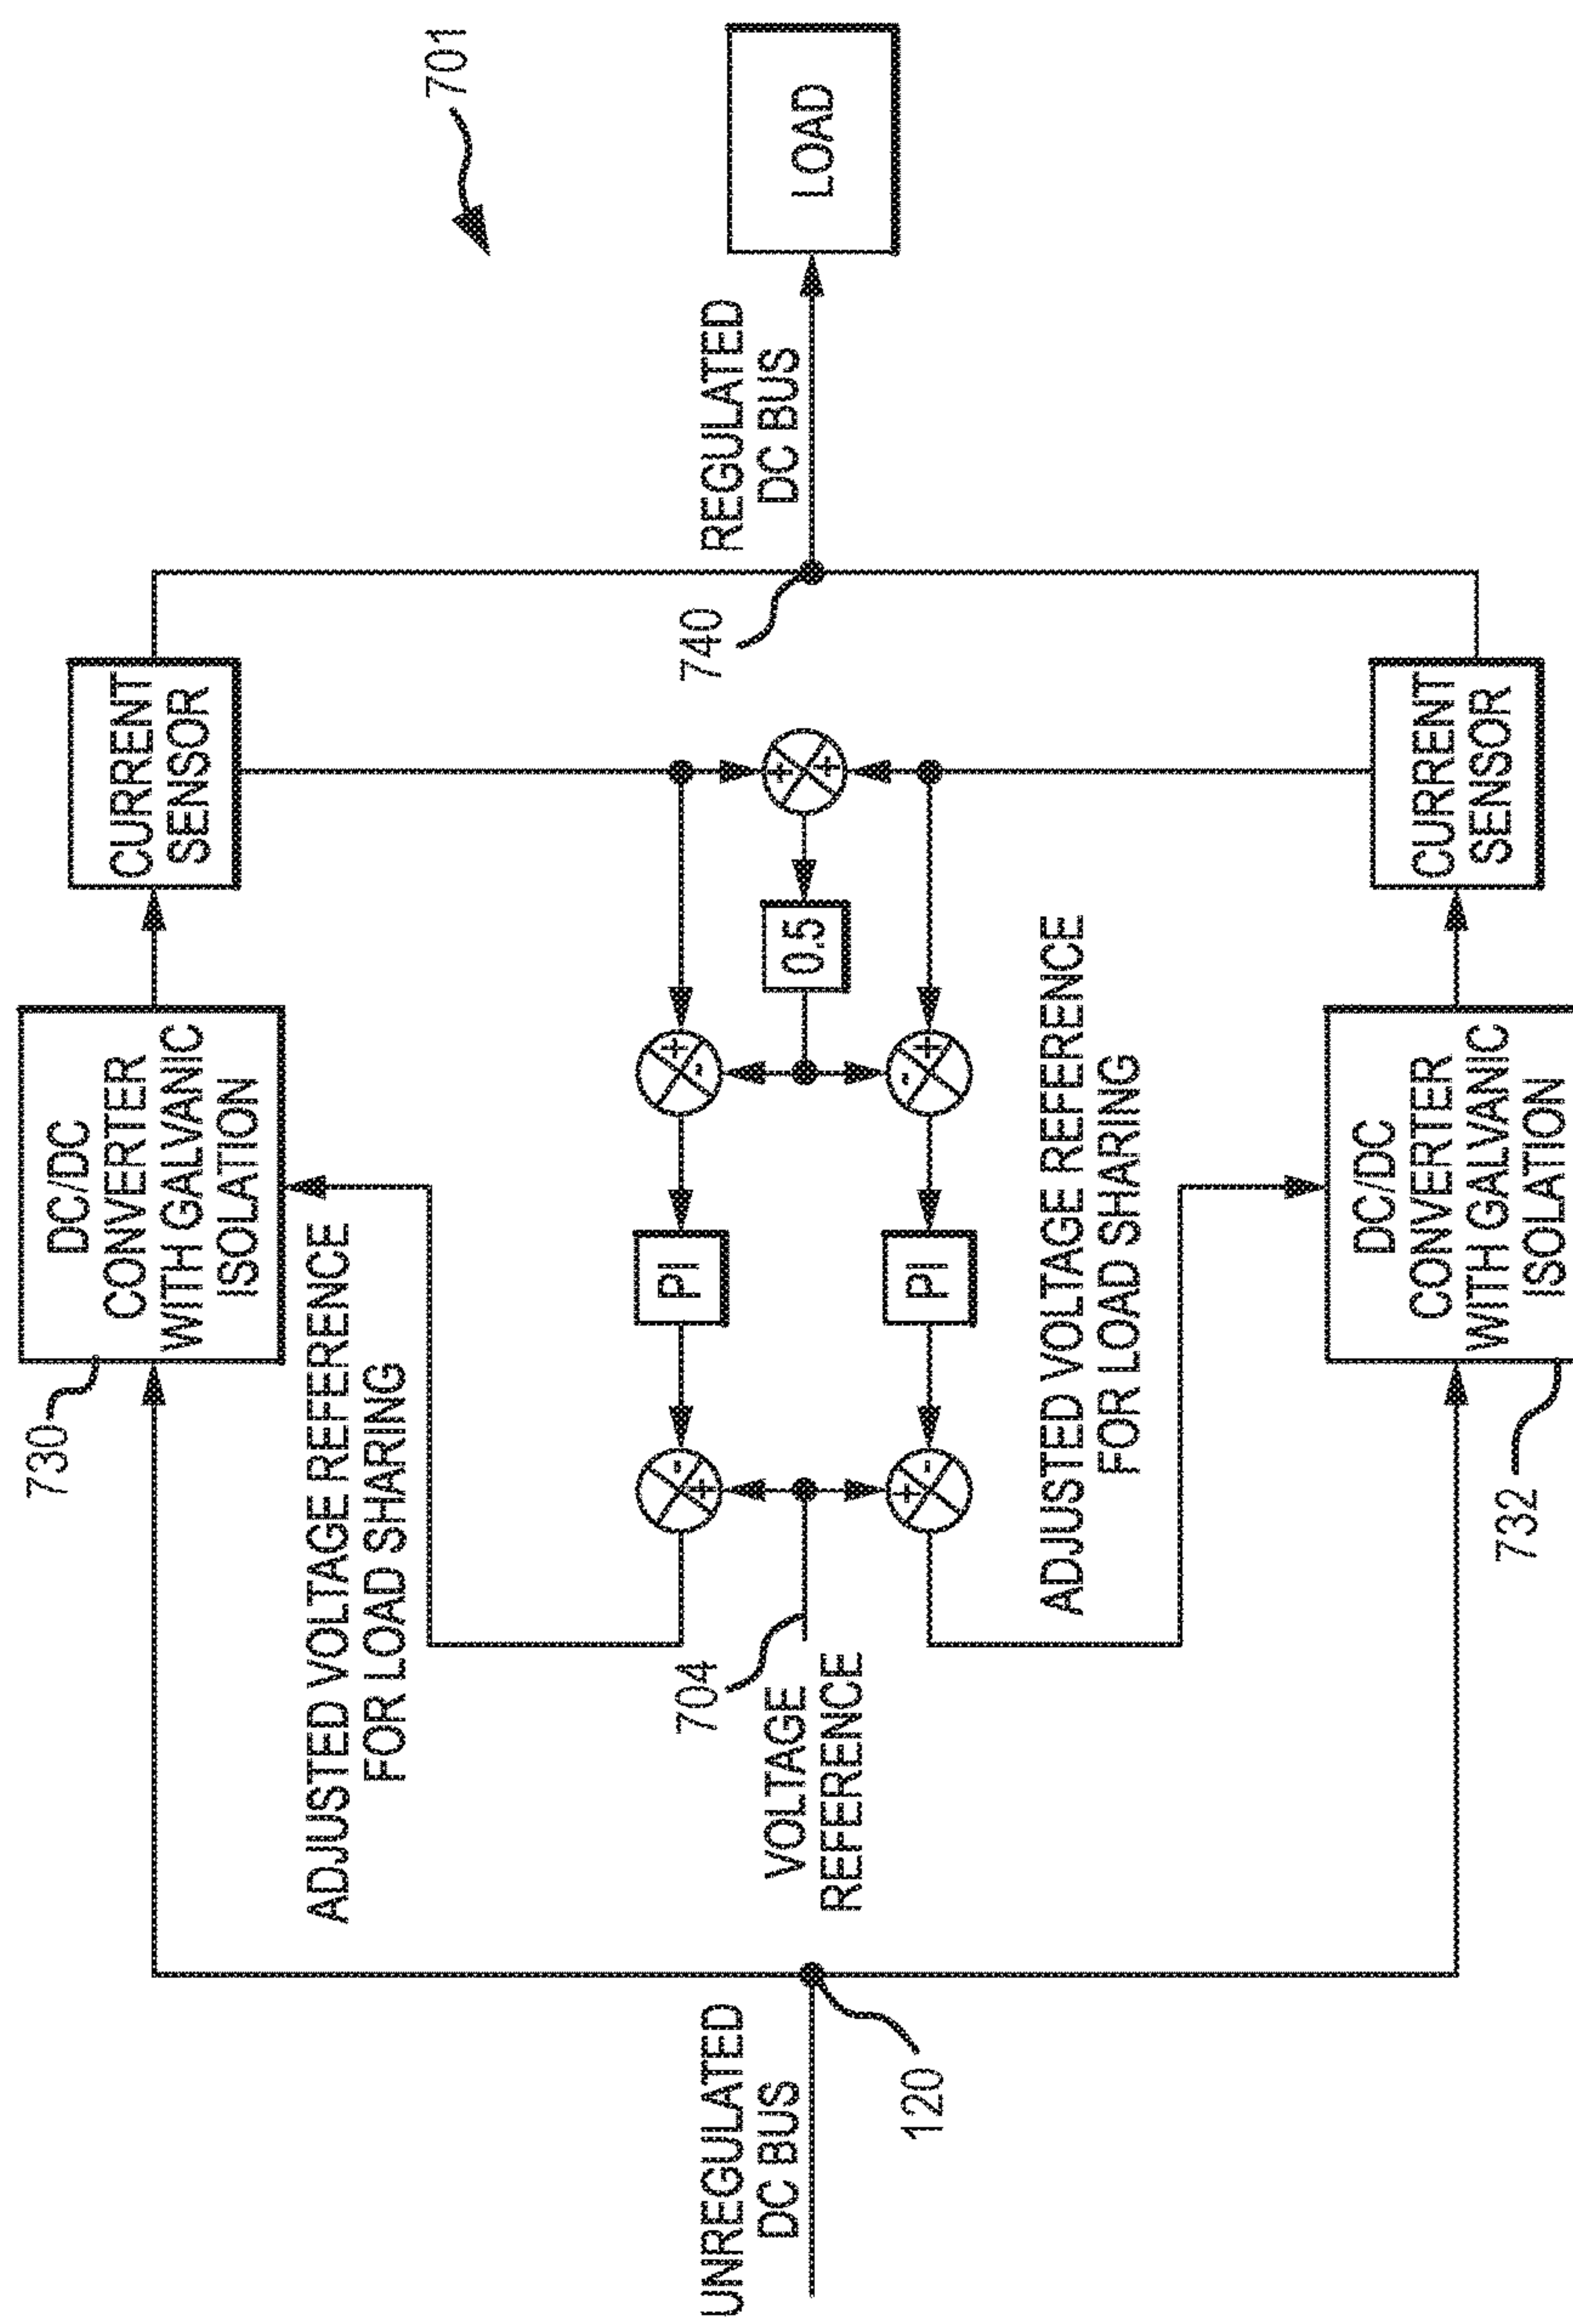 701
LOAD
REGULATED
DC BUS
740
CURRENT
SENSOR
CURRENT
SENSOR
+
+
0.5
+
-
+
-
DC/DC
CONVERTER
WITH GALVANIC
ISOLATION
730
DC/DC
CONVERTER
WITH GALVANIC
ISOLATION
732
PI
PI
-
+
+
-
ADJUSTED VOLTAGE REFERENCE
FOR LOAD SHARING
ADJUSTED VOLTAGE REFERENCE
FOR LOAD SHARING
704
VOLTAGE
REFERENCE
UNREGULATED
DC BUS
120